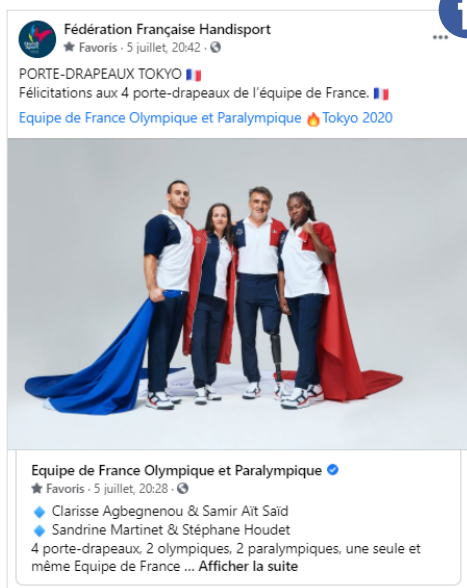 Fédération Française Handisport
Favoris · 5 juillet, 20:42 ·
PORTE-DRAPEAUX TOKYO 🇫🇷
Félicitations aux 4 porte-drapeaux de l'équipe de France. 🇫🇷
Equipe de France Olympique et Paralympique 🔥 Tokyo 2020
Equipe de France Olympique et Paralympique
Favoris · 5 juillet, 20:28 ·
🔹 Clarisse Agbegnenou & Samir Aït Saïd
🔹 Sandrine Martinet & Stéphane Houdet
4 porte-drapeaux, 2 olympiques, 2 paralympiques, une seule et
même Equipe de France ... Afficher la suite